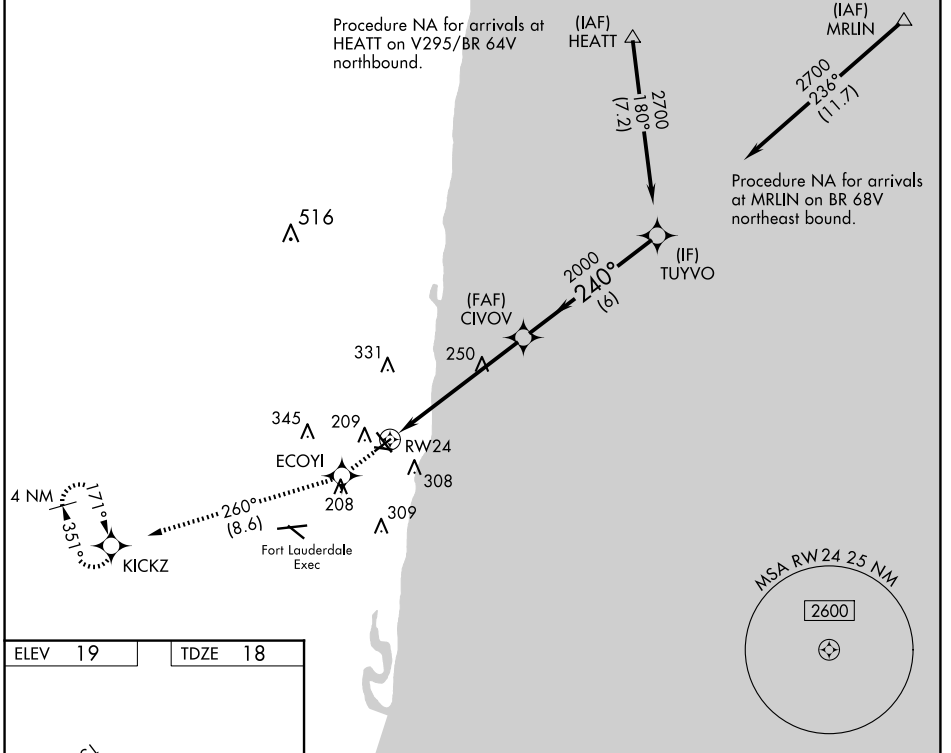 Procedure NA for arrivals at
HEATT on V295/BR 64V
northbound.
(IAF)
HEATT
(IAF)
MRLIN
2700
180°
(7.2)
2700
236°
(11.7)
Procedure NA for arrivals
at MRLIN on BR 68V
northeast bound.
516
(IF)
TUYVO
2000
240°
(6)
(FAF)
CIVOV
331
250
345
209
RW24
ECOYI
308
208
4 NM
171°
351°
260°
(8.6)
309
KICKZ
Fort Lauderdale
Exec
MSA RW24 25 NM
2600
ELEV 19
TDZE 18